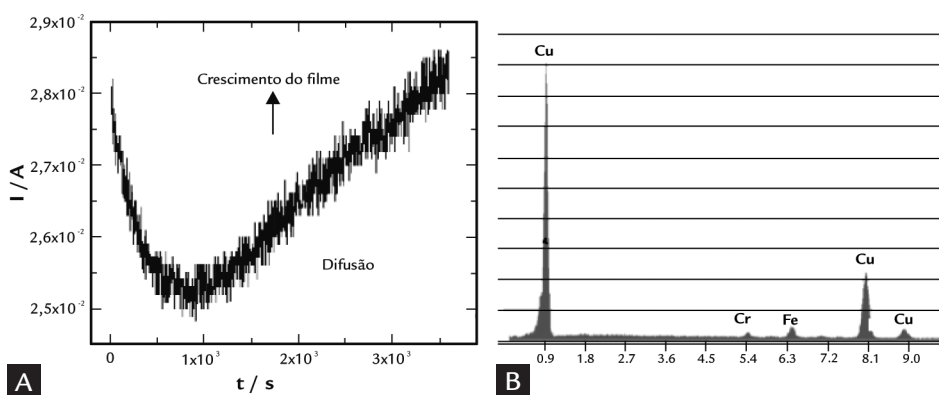 2,9x10⁻²
2,8x10⁻²
2,7x10⁻²
2,6x10⁻²
2,5x10⁻²
I / A
Crescimento do filme
Difusão
0
1x10³
2x10³
3x10³
t / s
A
Cu
Cr
Fe
Cu
Cu
0.9 1.8 2.7 3.6 4.5 5.4 6.3 7.2 8.1 9.0
B